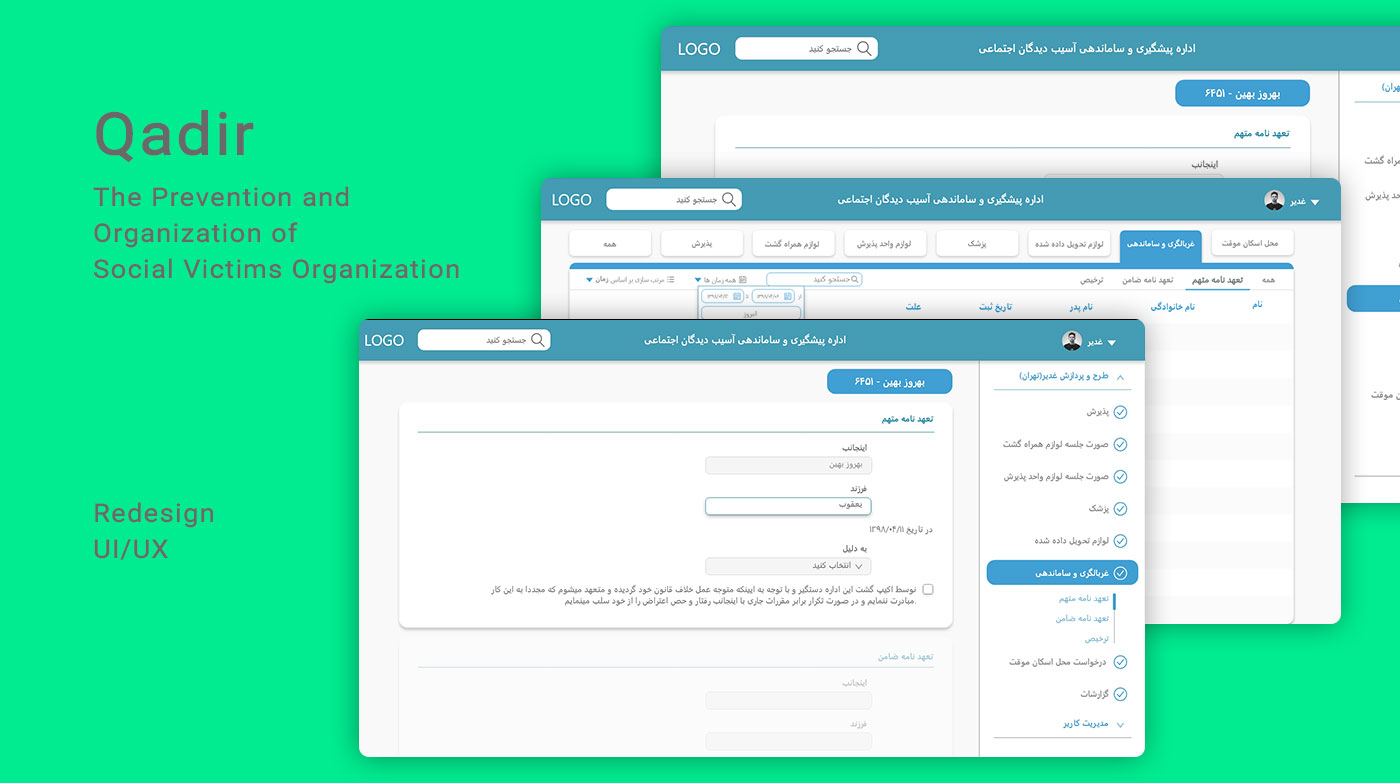 Qadir
The Prevention and
Organization of
Social Victims Organization
Redesign
UI/UX
LOGO
جستجو کنید
اداره پیشگیری و ساماندهی آسیب دیدگان اجتماعی
بهروز بهین - ۶۴۵۱
تعهد نامه متهم
اینجانب
LOGO
جستجو کنید
اداره پیشگیری و ساماندهی آسیب دیدگان اجتماعی
غدیر
محل اسکان موقت
غربالگری و ساماندهی
لوازم تحویل داده شده
پزشک
لوازم واحد پذیرش
لوازم همراه گشت
پذیرش
همه
همه
تعهد نامه متهم
تعهد نامه ضامن
ترخیص
جستجو کنید
همه زمان ها
مرتب سازی بر اساس زمان
از
تا
امروز
نام
نام خانوادگی
نام پدر
تاریخ ثبت
علت
LOGO
جستجو کنید
اداره پیشگیری و ساماندهی آسیب دیدگان اجتماعی
غدیر
طرح و پردازش غدیر(تهران)
پذیرش
صورت جلسه لوازم همراه گشت
صورت جلسه لوازم واحد پذیرش
پزشک
لوازم تحویل داده شده
غربالگری و ساماندهی
تعهد نامه متهم
تعهد نامه ضامن
ترخیص
درخواست محل اسکان موقت
گزارشات
مدیریت کاربر
بهروز بهین - ۶۴۵۱
تعهد نامه متهم
اینجانب
بهروز بهین
فرزند
یعقوب
در تاریخ ۱۳۹۸/۰۴/۱۱
به دلیل
انتخاب کنید
توسط اکیپ گشت این اداره دستگیر و با توجه به اینکه متوجه عمل خلاف قانون خود گردیده و متعهد میشوم که مجددا به این کار
مبادرت ننمایم و در صورت تکرار برابر مقررات جاری با اینجانب رفتار و حص اعتراض را از خود سلب مینمایم.
تعهد نامه ضامن
اینجانب
فرزند